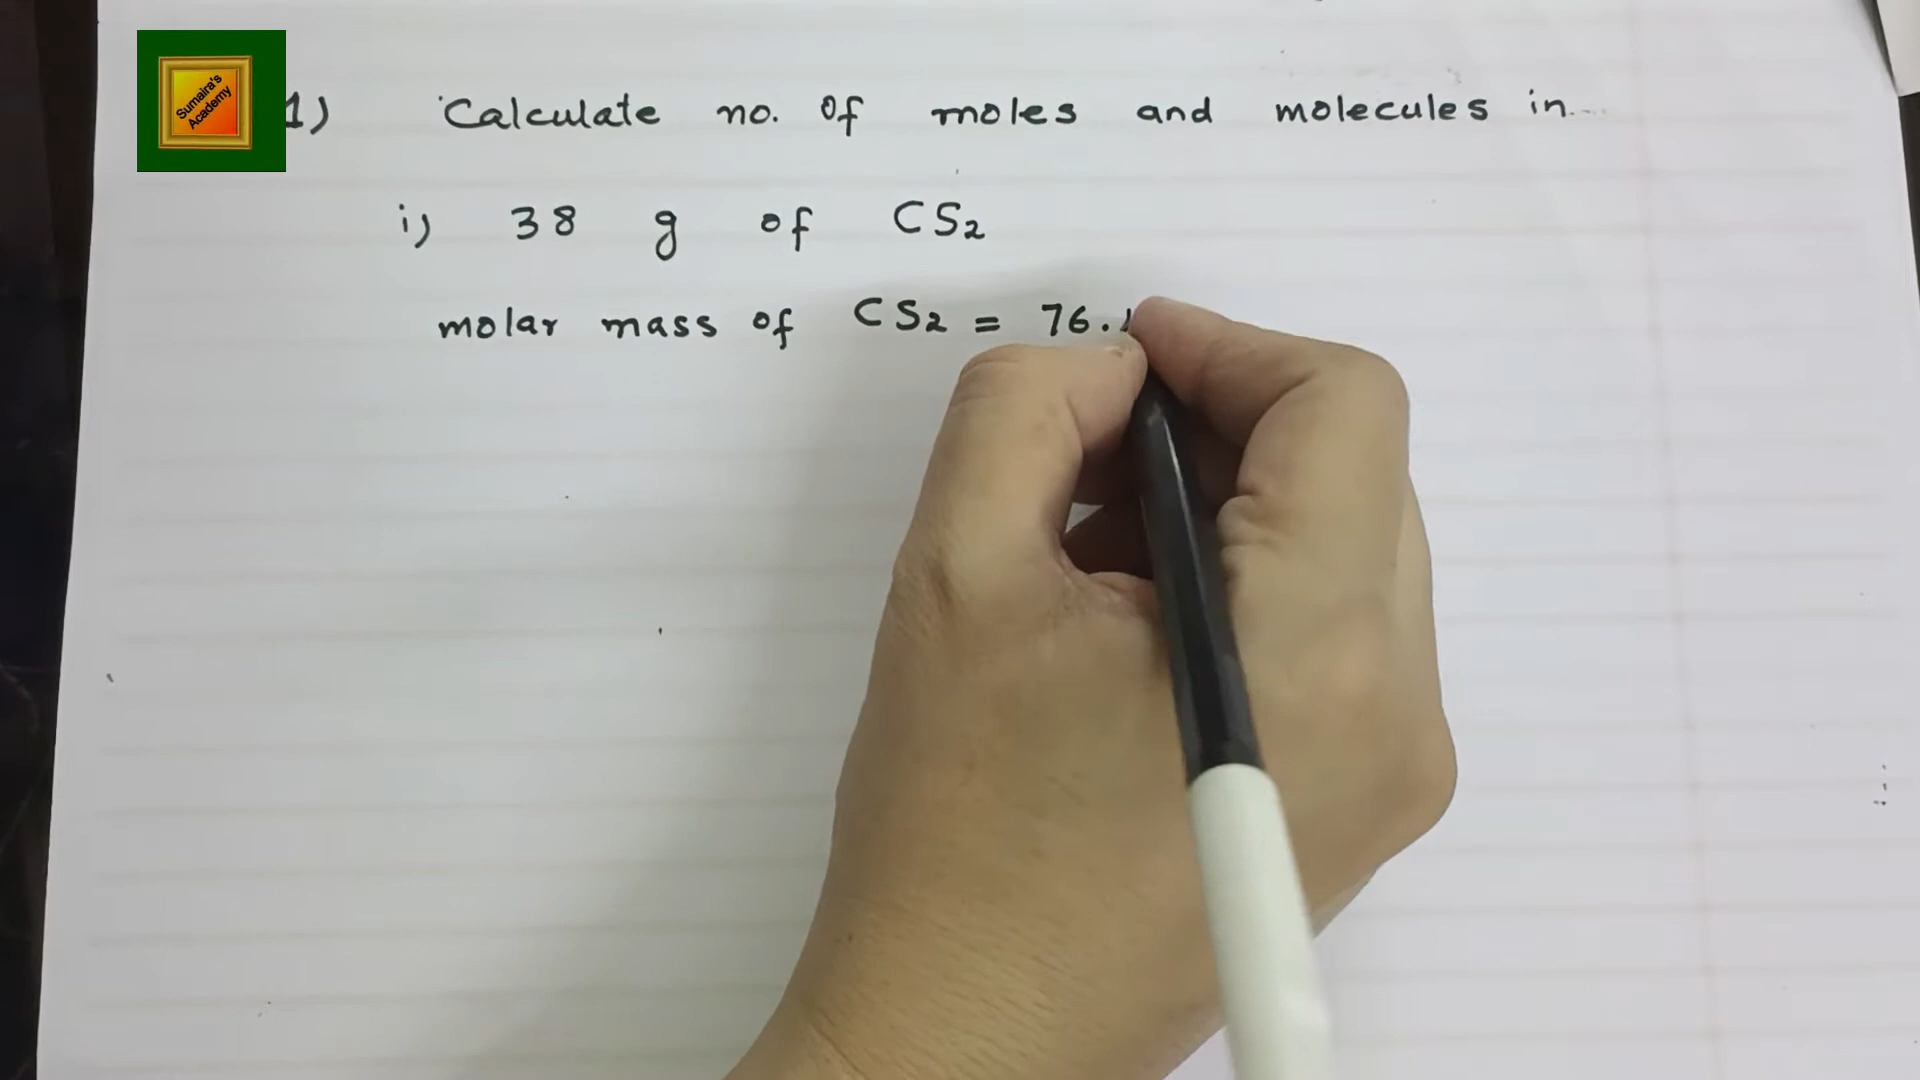 Sumaira's
Academy
1) Calculate no. of moles and molecules in
i) 38 g of CS₂
molar mass of CS₂ = 76.